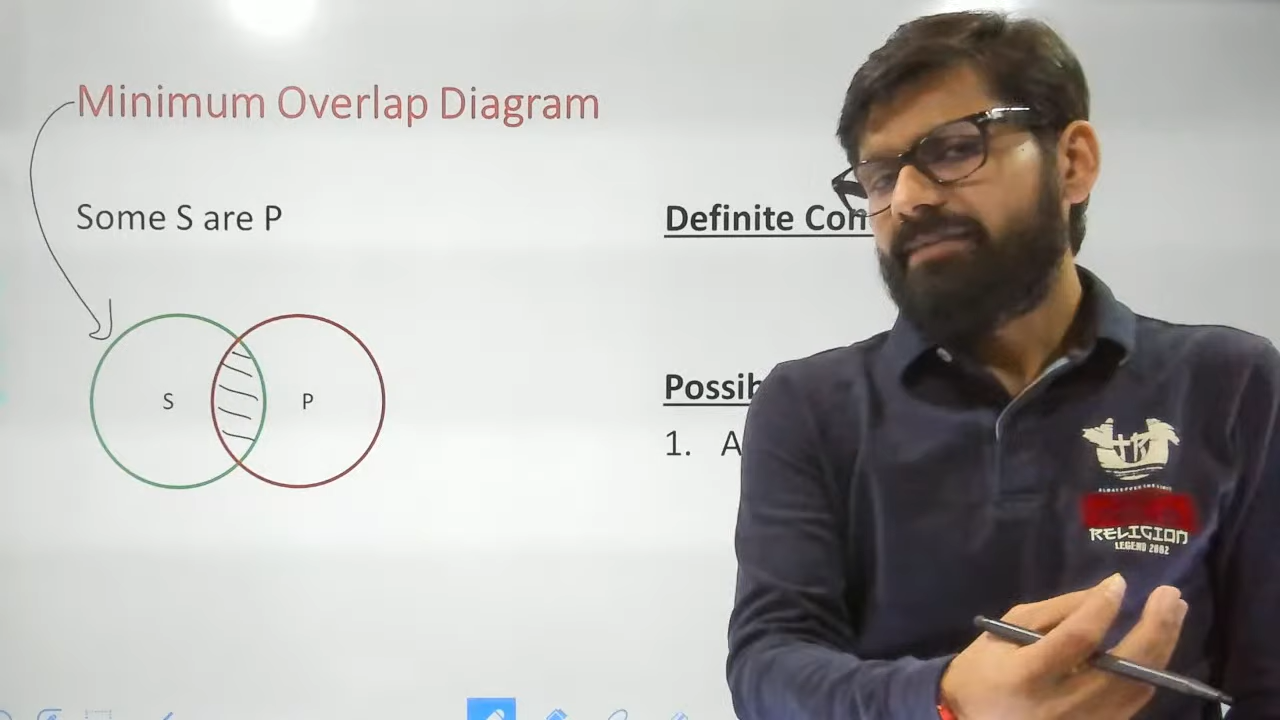 Minimum Overlap Diagram
Some S are P
S
P
Definite Con
Possib
1. A
RELIGION
LEGEND 2002